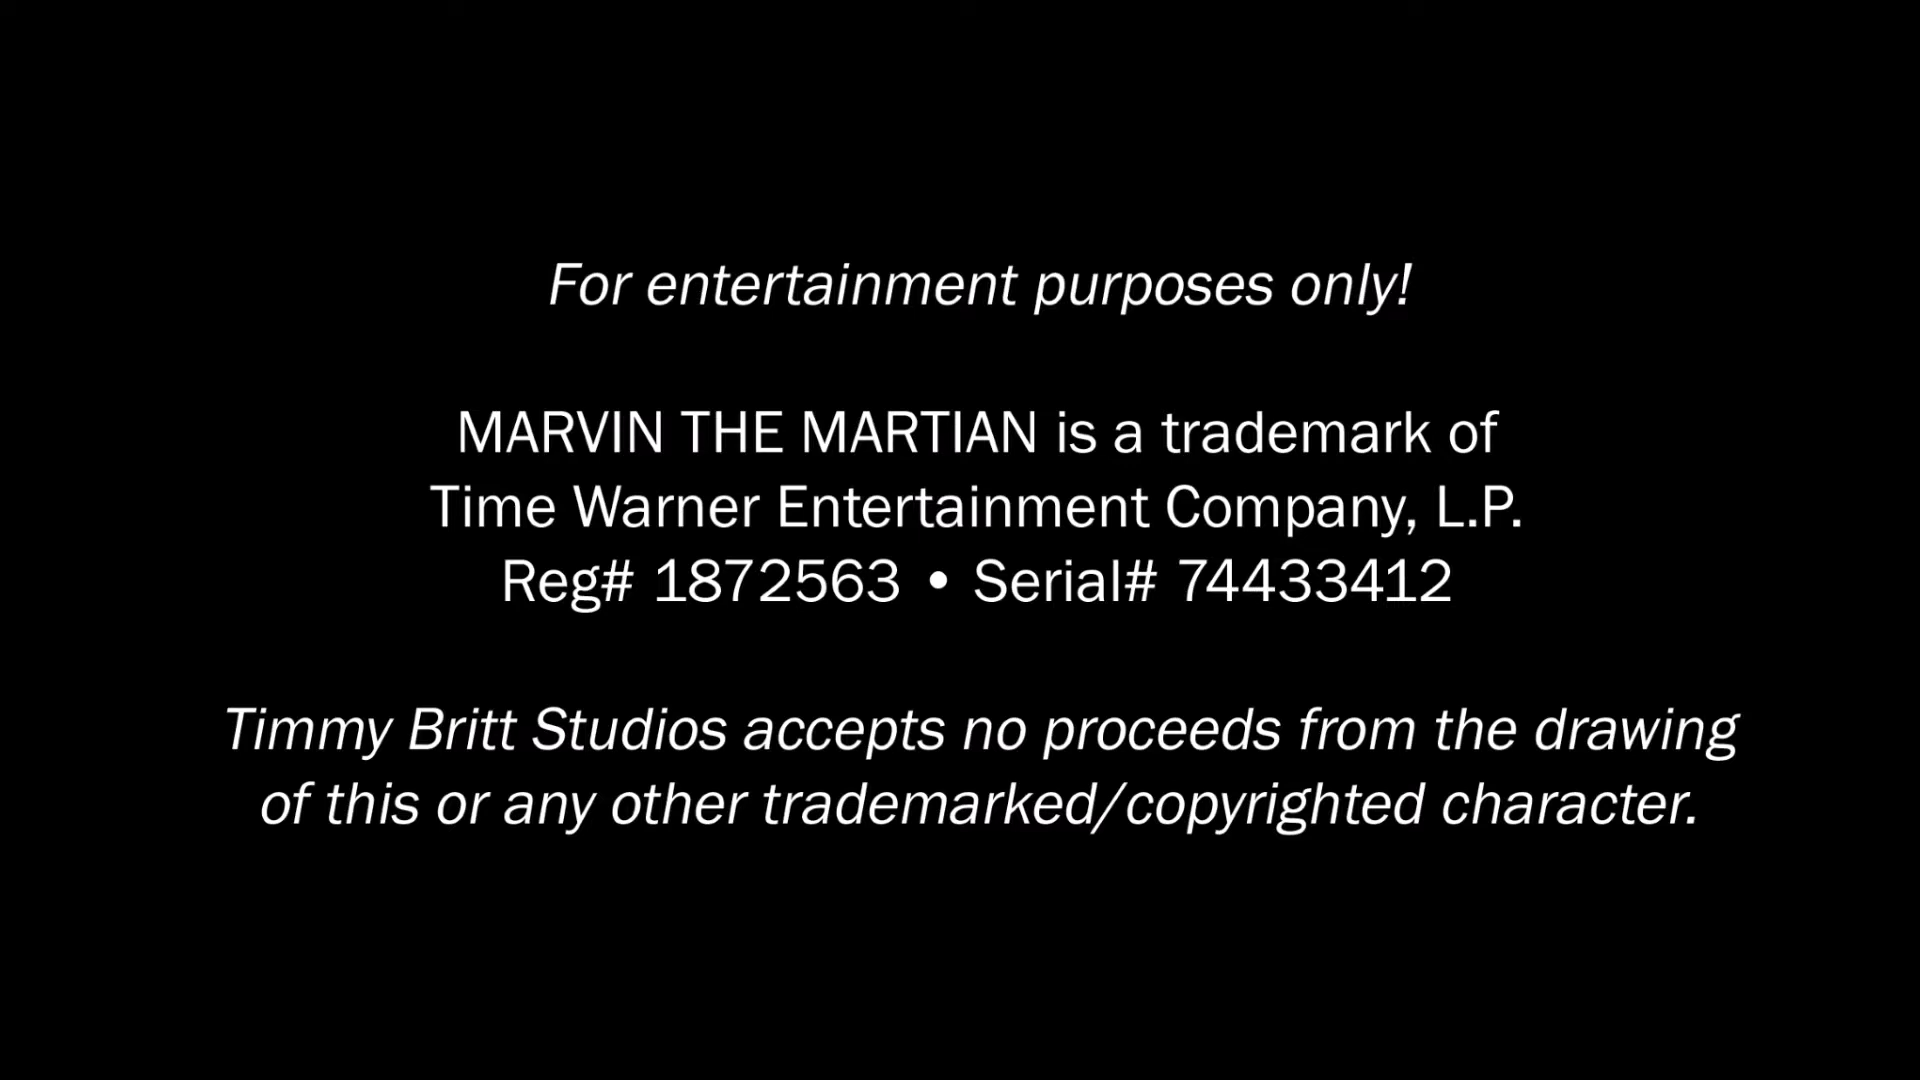 For entertainment purposes only!
MARVIN THE MARTIAN is a trademark of
Time Warner Entertainment Company, L.P.
Reg# 1872563 • Serial# 74433412
Timmy Britt Studios accepts no proceeds from the drawing
of this or any other trademarked/copyrighted character.